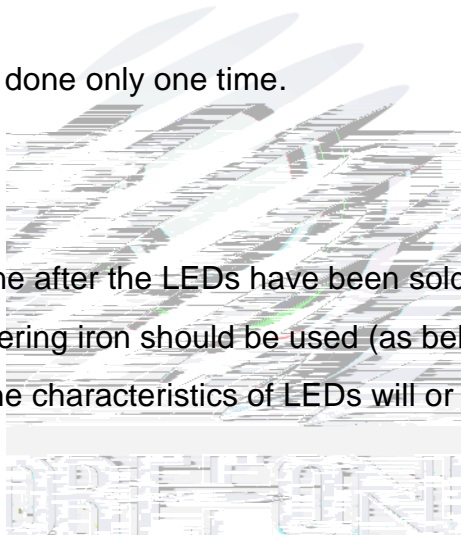 done only one time.
ne after the LEDs have been sold
ering iron should be used (as bel
ne characteristics of LEDs will or